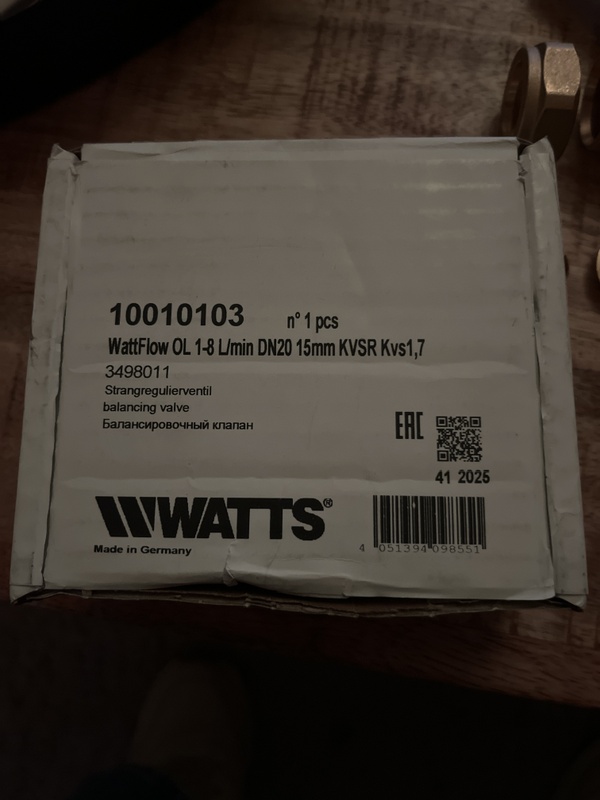 10010103 n° 1 pcs
WattFlow OL 1-8 L/min DN20 15mm KVSR Kvs1,7
3498011
Strangregulierventil
balancing valve
Балансировочный клапан
EAC
41 2025
WATTS®
Made in Germany
4 051394 098551